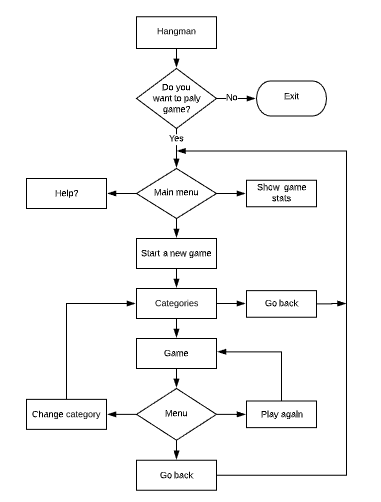 Hangman
Do you
want to paly
game?
No
Exit
Yes
Help?
Main menu
Show game
stats
Start a new game
Categories
Go back
Game
Change category
Menu
Play again
Go back